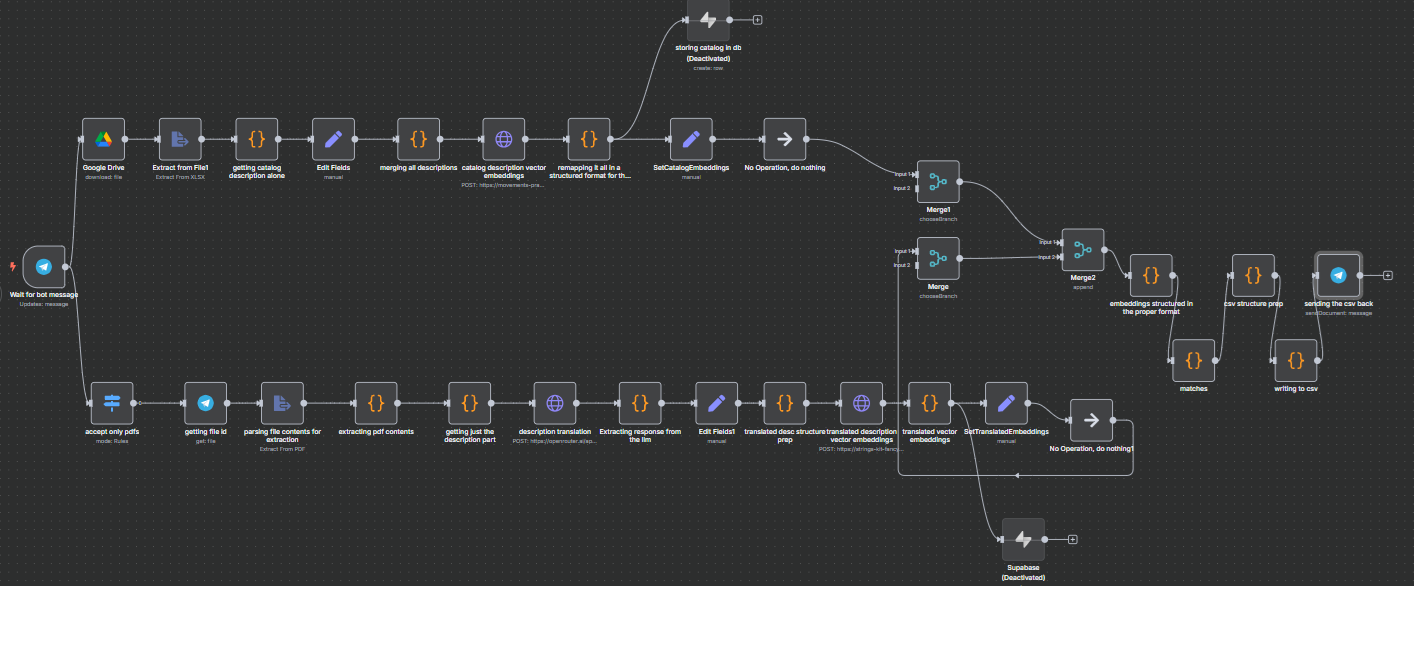 storing catalog in db
(Deactivated)
create: row
Google Drive
download: file
Extract from File1
Extract From XLSX
getting catalog
description alone
Edit Fields
manual
merging all descriptions
catalog description vector
embeddings
POST: https://movements-pra...
remapping it all in a
structured format for th...
SetCatalogEmbeddings
manual
No Operation, do nothing
Input 1
Input 2
Merge1
chooseBranch
Input 1
Input 2
Merge
chooseBranch
Input 1
Input 2
Merge2
append
Wait for bot message
Updates: message
embeddings structured in
the proper format
csv structure prep
sending the csv back
sendDocument: message
matches
writing to csv
accept only pdfs
mode: Rules
getting file id
get: file
parsing file contents for
extraction
Extract From PDF
extracting pdf contents
getting just the
description part
description translation
POST: https://openrouter.ai/ap...
Extracting response from
the llm
Edit Fields1
manual
translated desc structure
prep
translated description
vector embeddings
POST: https://strings-kit-fancy...
translated vector
embeddings
SetTranslatedEmbeddings
manual
No Operation, do nothing1
Supabase
(Deactivated)